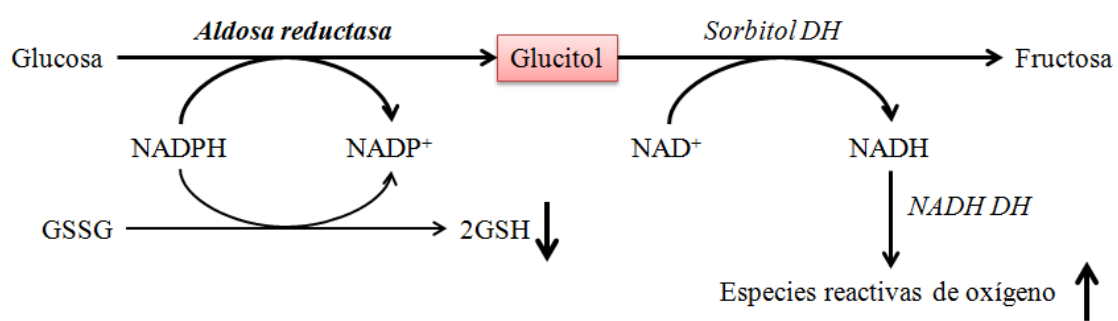 Aldosa reductasa
Sorbitol DH
Glucosa
Glucitol
Fructosa
NADPH
NADP+
NAD+
NADH
NADH DH
GSSG
2GSH
Especies reactivas de oxígeno